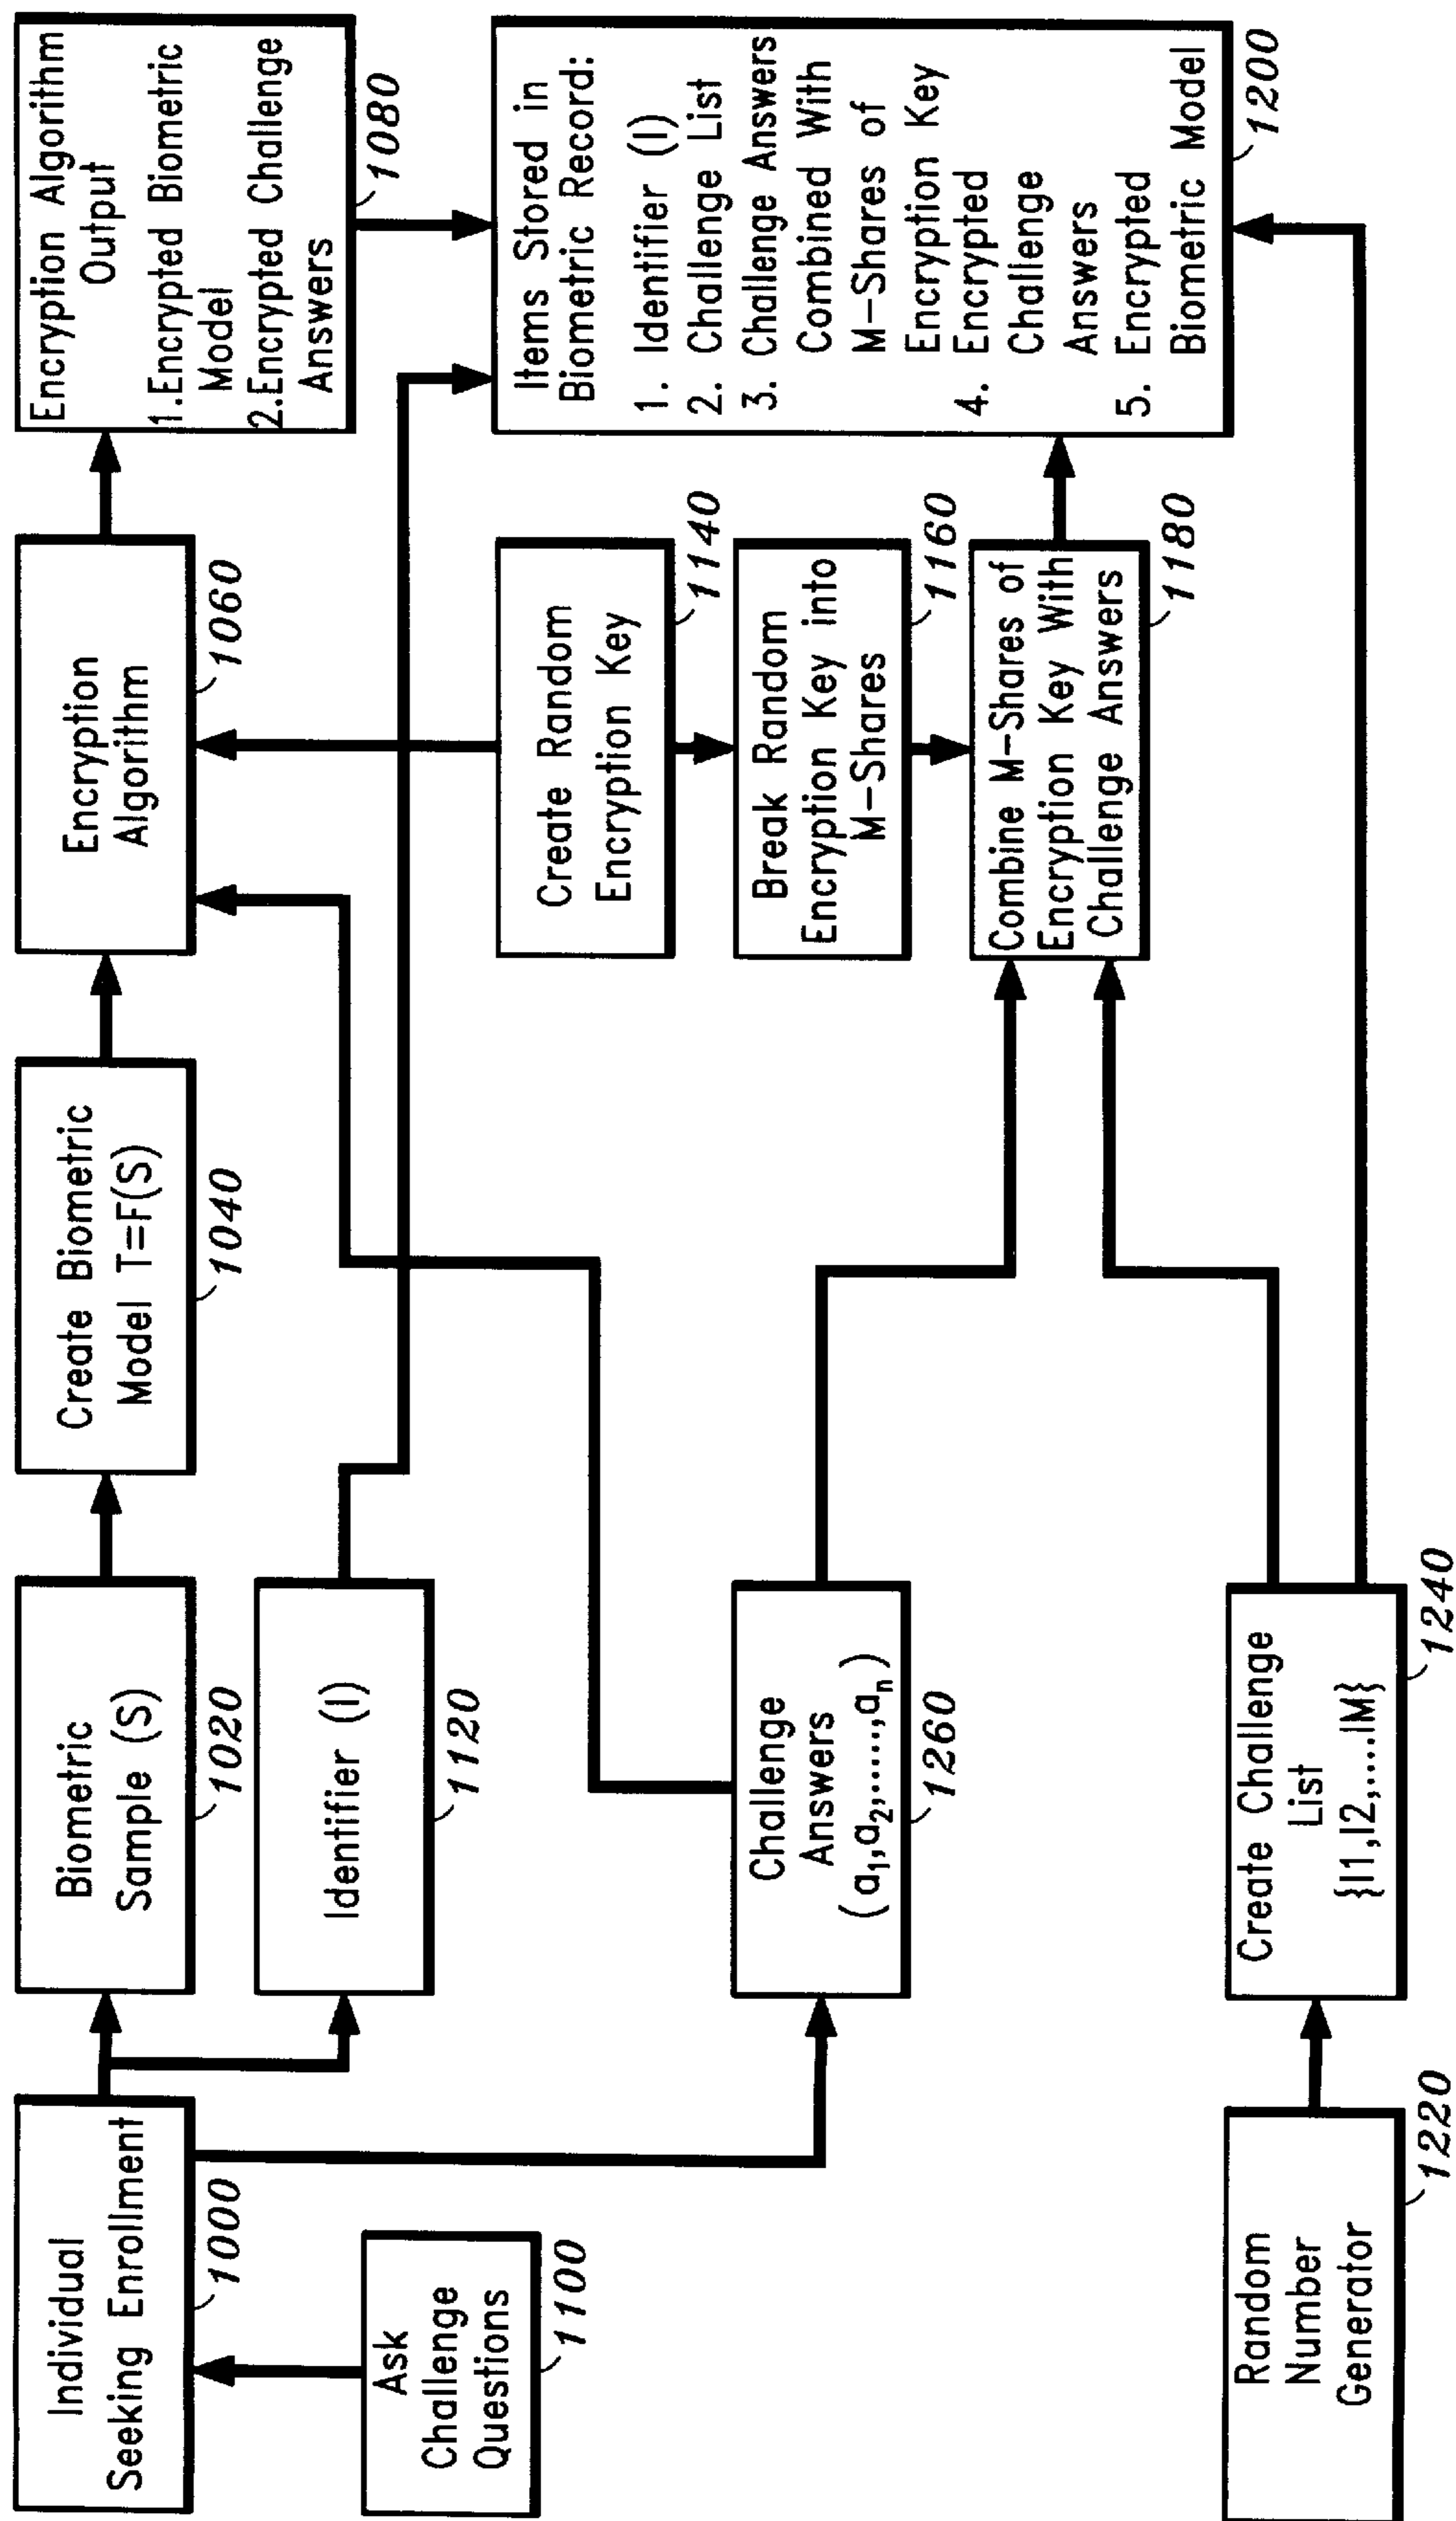 Individual
Seeking Enrollment
1000
Ask
Challenge
Questions
1100
Biometric
Sample (S)
1020
Identifier (I)
1120
Create Biometric
Model T=F(S)
1040
Encryption
Algorithm
1060
Encryption Algorithm
Output
1.Encrypted Biometric
Model
2.Encrypted Challenge
Answers
1080
Challenge
Answers
(a1,a2,.....,an)
1260
Create Random
Encryption Key
1140
Break Random
Encryption Key into
M-Shares
1160
Combine M-Shares of
Encryption Key With
Challenge Answers
1180
Items Stored in
Biometric Record:
1. Identifier (I)
2. Challenge List
3. Challenge Answers
Combined With
M-Shares of
Encryption Key
4. Encrypted
Challenge
Answers
5. Encrypted
Biometric Model
1200
Random
Number
Generator
1220
Create Challenge
List
{I1,I2,....IM}
1240